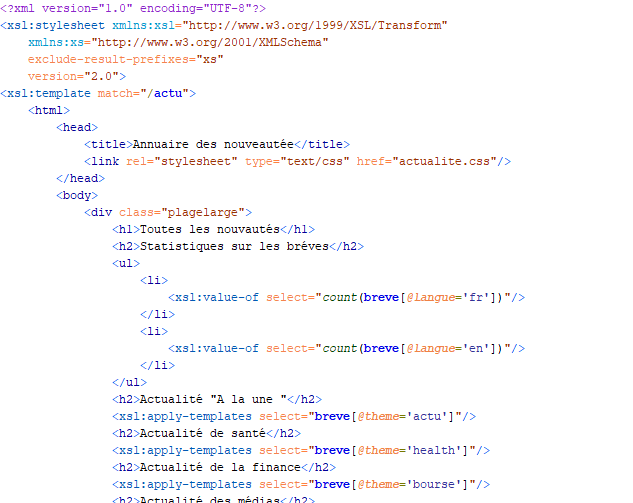 <?xml version="1.0" encoding="UTF-8"?>
<xsl:stylesheet xmlns:xsl="http://www.w3.org/1999/XSL/Transform"
    xmlns:xs="http://www.w3.org/2001/XMLSchema"
    exclude-result-prefixes="xs"
    version="2.0">
<xsl:template match="/actu">
    <html>
        <head>
            <title>Annuaire des nouveautée</title>
            <link rel="stylesheet" type="text/css" href="actualite.css"/>
        </head>
        <body>
            <div class="plagelarge">
                <h1>Toutes les nouvautés</h1>
                <h2>Statistiques sur les bréves</h2>
                <ul>
                    <li>
                        <xsl:value-of select="count(breve[@langue='fr'])"/>
                    </li>
                    <li>
                        <xsl:value-of select="count(breve[@langue='en'])"/>
                    </li>
                </ul>
                <h2>Actualité "A la une "</h2>
                <xsl:apply-templates select="breve[@theme='actu']"/>
                <h2>Actualité de santé</h2>
                <xsl:apply-templates select="breve[@theme='health']"/>
                <h2>Actualité de la finance</h2>
                <xsl:apply-templates select="breve[@theme='bourse']"/>
                <h2>Actualité des médias</h2>